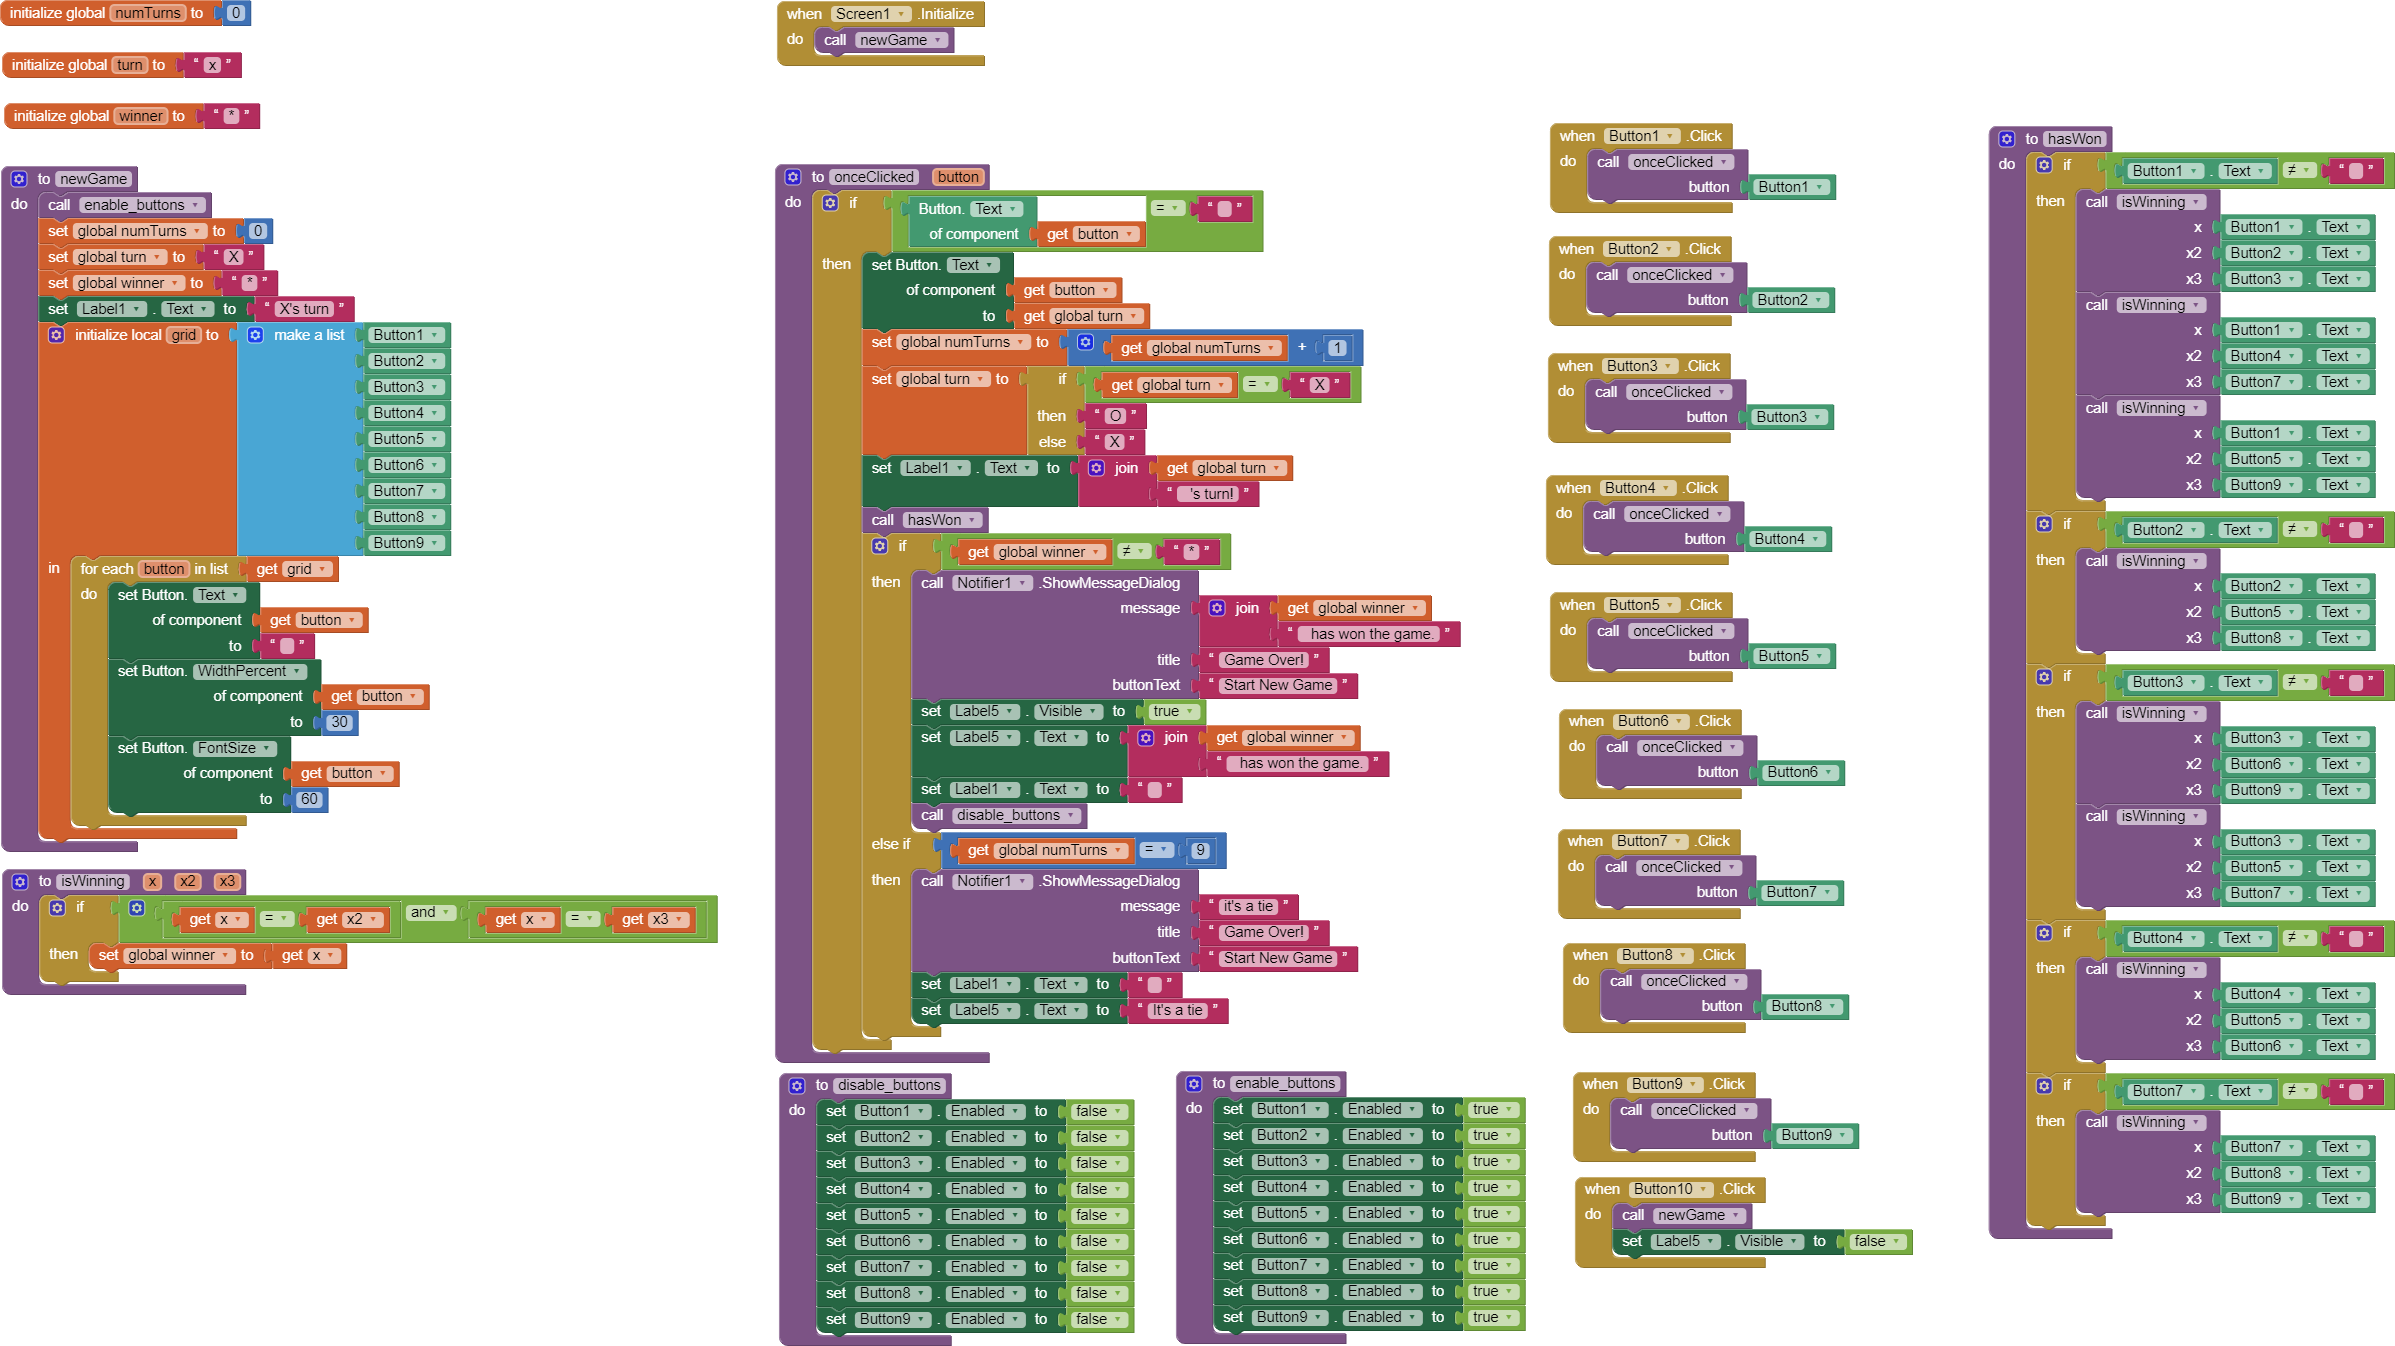 initialize global numTurns to 0
initialize global turn to " x "
initialize global winner to " * "
to newGame
do call enable_buttons
set global numTurns to 0
set global turn to " X "
set global winner to " * "
set Label1 . Text to " X's turn "
initialize local grid to make a list Button1
Button2
Button3
Button4
Button5
Button6
Button7
Button8
Button9
in for each button in list get grid
do set Button. Text
of component get button
to " "
set Button. WidthPercent
of component get button
to 30
set Button. FontSize
of component get button
to 60
to isWinning x x2 x3
do if get x = get x2 and get x = get x3
then set global winner to get x
when Screen1 .Initialize
do call newGame
to onceClicked button
do if Button. Text = " "
of component get button
then set Button. Text
of component get button
to get global turn
set global numTurns to get global numTurns + 1
set global turn to if get global turn = " X "
then " O "
else " X "
set Label1 . Text to join get global turn
" 's turn! "
call hasWon
if get global winner ≠ " * "
then call Notifier1 .ShowMessageDialog
message join get global winner
" has won the game. "
title " Game Over! "
buttonText " Start New Game "
set Label5 . Visible to true
set Label5 . Text to join get global winner
" has won the game. "
set Label1 . Text to " "
call disable_buttons
else if get global numTurns = 9
then call Notifier1 .ShowMessageDialog
message " it's a tie "
title " Game Over! "
buttonText " Start New Game "
set Label1 . Text to " "
set Label5 . Text to " It's a tie "
to disable_buttons
do set Button1 . Enabled to false
set Button2 . Enabled to false
set Button3 . Enabled to false
set Button4 . Enabled to false
set Button5 . Enabled to false
set Button6 . Enabled to false
set Button7 . Enabled to false
set Button8 . Enabled to false
set Button9 . Enabled to false
to enable_buttons
do set Button1 . Enabled to true
set Button2 . Enabled to true
set Button3 . Enabled to true
set Button4 . Enabled to true
set Button5 . Enabled to true
set Button6 . Enabled to true
set Button7 . Enabled to true
set Button8 . Enabled to true
set Button9 . Enabled to true
when Button1 .Click
do call onceClicked
button Button1
when Button2 .Click
do call onceClicked
button Button2
when Button3 .Click
do call onceClicked
button Button3
when Button4 .Click
do call onceClicked
button Button4
when Button5 .Click
do call onceClicked
button Button5
when Button6 .Click
do call onceClicked
button Button6
when Button7 .Click
do call onceClicked
button Button7
when Button8 .Click
do call onceClicked
button Button8
when Button9 .Click
do call onceClicked
button Button9
when Button10 .Click
do call newGame
set Label5 . Visible to false
to hasWon
do if Button1 . Text ≠ " "
then call isWinning
x Button1 . Text
x2 Button2 . Text
x3 Button3 . Text
call isWinning
x Button1 . Text
x2 Button4 . Text
x3 Button7 . Text
call isWinning
x Button1 . Text
x2 Button5 . Text
x3 Button9 . Text
if Button2 . Text ≠ " "
then call isWinning
x Button2 . Text
x2 Button5 . Text
x3 Button8 . Text
if Button3 . Text ≠ " "
then call isWinning
x Button3 . Text
x2 Button6 . Text
x3 Button9 . Text
call isWinning
x Button3 . Text
x2 Button5 . Text
x3 Button7 . Text
if Button4 . Text ≠ " "
then call isWinning
x Button4 . Text
x2 Button5 . Text
x3 Button6 . Text
if Button7 . Text ≠ " "
then call isWinning
x Button7 . Text
x2 Button8 . Text
x3 Button9 . Text